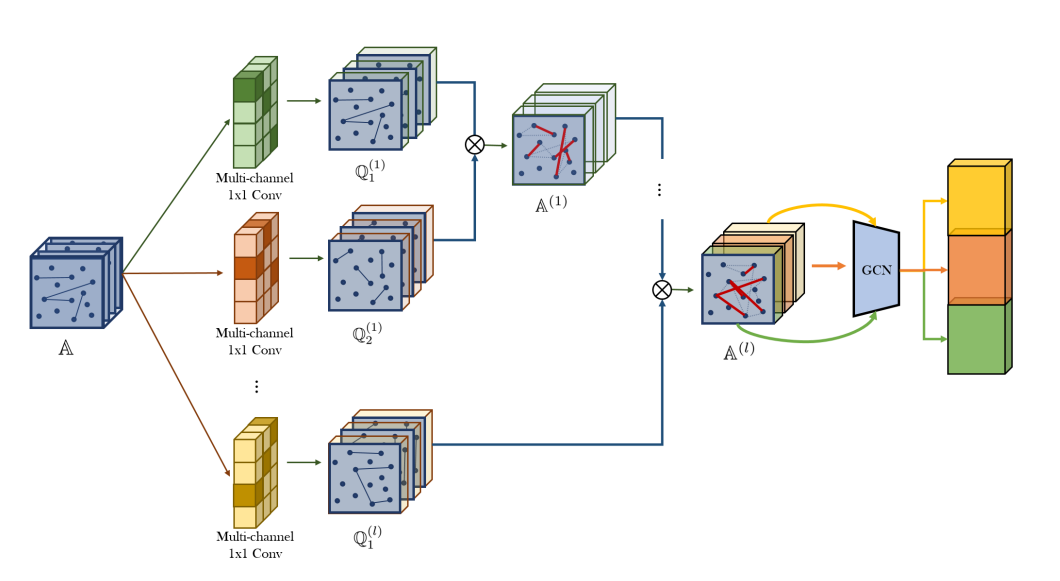 Multi-channel
1x1 Conv
ℚ₁⁽¹⁾
𝔸⁽¹⁾
Multi-channel
1x1 Conv
ℚ₂⁽¹⁾
𝔸
⋮
⋮
GCN
𝔸⁽ˡ⁾
Multi-channel
1x1 Conv
ℚ₁⁽ˡ⁾